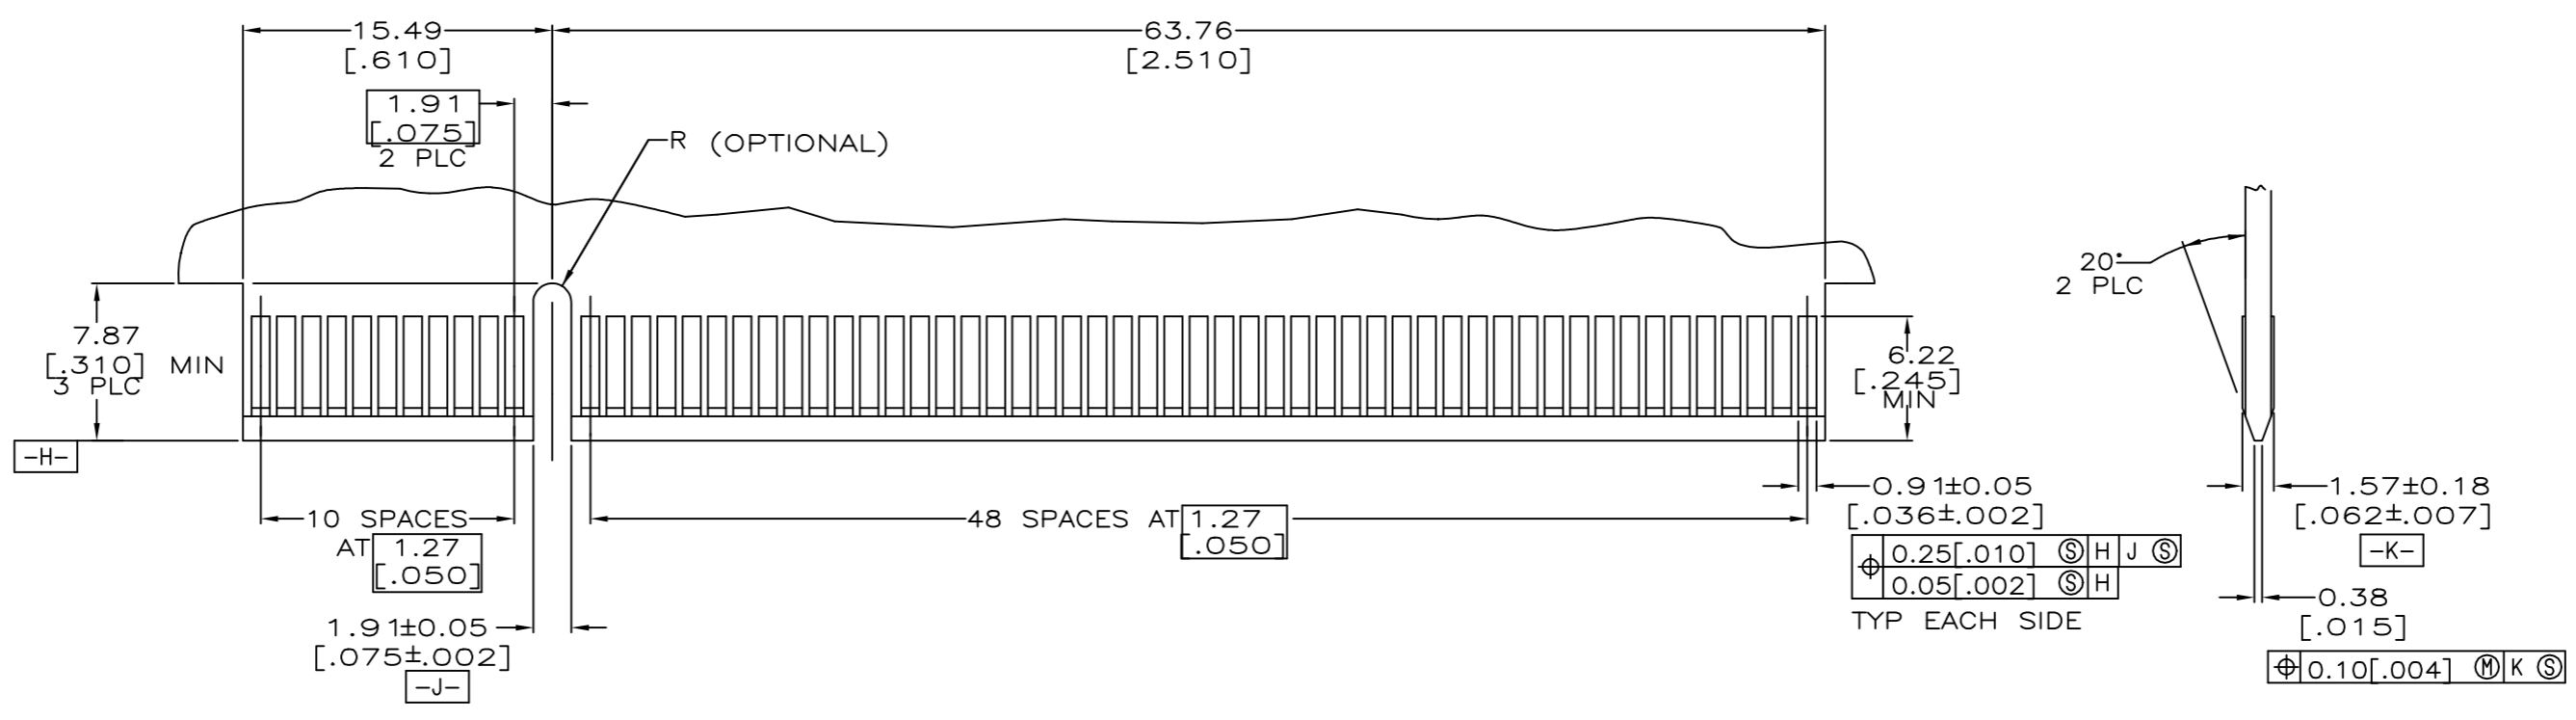 15.49
[.610]
63.76
[2.510]
1.91
[.075]
2 PLC
R (OPTIONAL)
20°
2 PLC
7.87
[.310] MIN
3 PLC
6.22
[.245]
MIN
-H-
10 SPACES
AT 1.27
[.050]
48 SPACES AT 1.27
[.050]
0.91±0.05
[.036±.002]
⌖ 0.25[.010] Ⓢ H J Ⓢ
0.05[.002] Ⓢ H
TYP EACH SIDE
1.57±0.18
[.062±.007]
-K-
0.38
[.015]
⌖ 0.10[.004] Ⓜ K Ⓢ
1.91±0.05
[.075±.002]
-J-